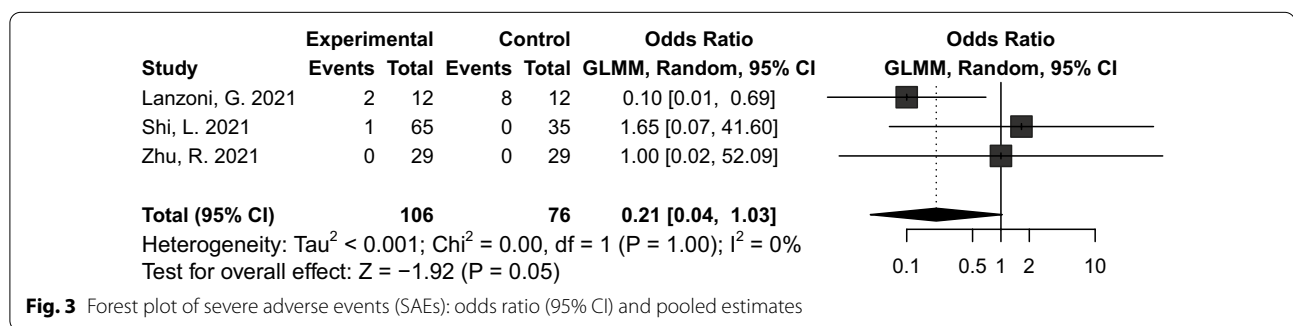 Experimental Control Odds Ratio Odds Ratio
Study Events Total Events Total GLMM, Random, 95% CI GLMM, Random, 95% CI
Lanzoni, G. 2021 2 12 8 12 0.10 [0.01, 0.69]
Shi, L. 2021 1 65 0 35 1.65 [0.07, 41.60]
Zhu, R. 2021 0 29 0 29 1.00 [0.02, 52.09]
Total (95% CI) 106 76 0.21 [0.04, 1.03]
Heterogeneity: Tau² < 0.001; Chi² = 0.00, df = 1 (P = 1.00); I² = 0%
Test for overall effect: Z = −1.92 (P = 0.05)
0.1 0.5 1 2 10
Fig. 3 Forest plot of severe adverse events (SAEs): odds ratio (95% CI) and pooled estimates